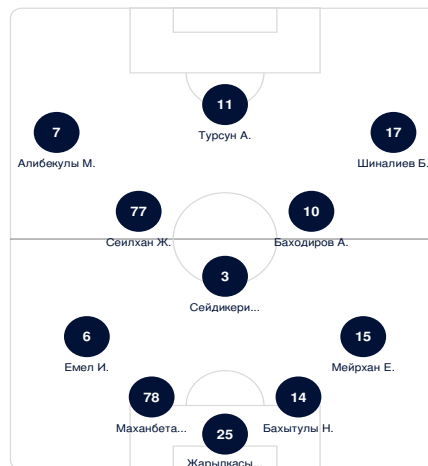 11
Турсун А.
7
Алибекулы М.
17
Шиналиев Б.
77
Сеилхан Ж.
10
Баходиров А.
3
Сейдикери...
6
Емел И.
15
Мейрхан Е.
78
Маханбета...
14
Бахытулы Н.
25
Жарылкасы...